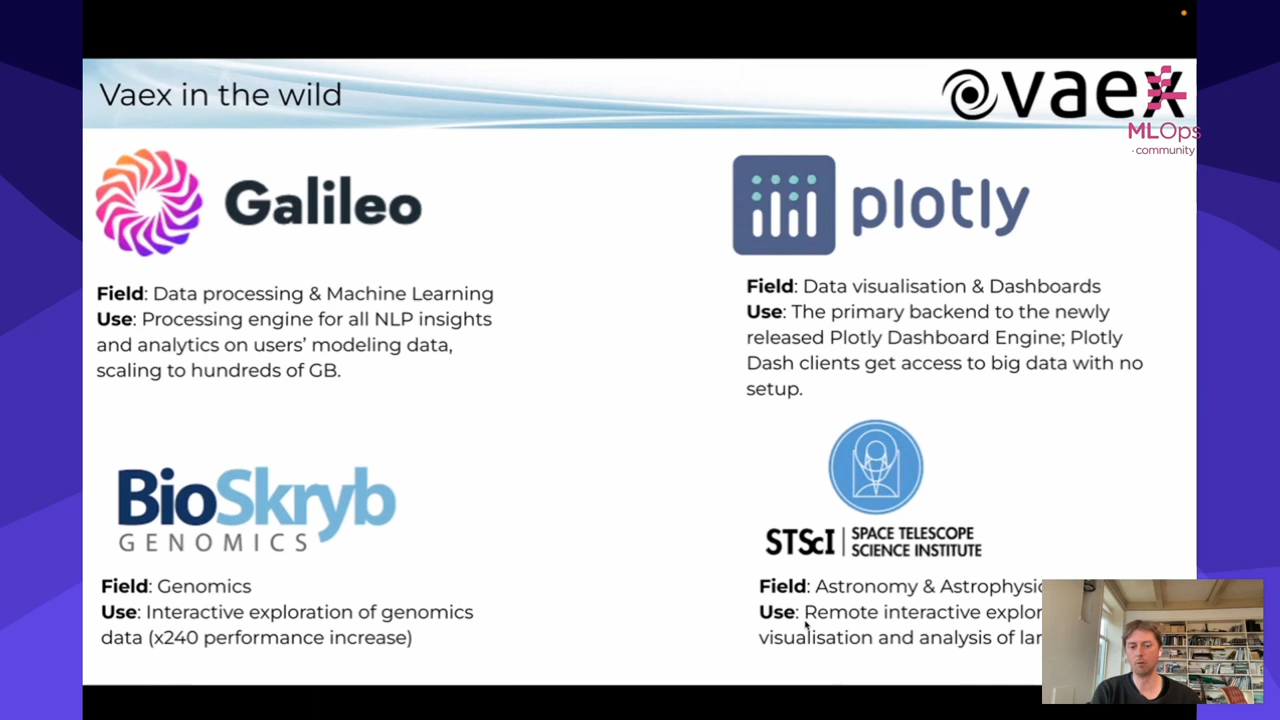 Vaex in the wild
vaex
MLOps
community
Galileo
Field: Data processing & Machine Learning
Use: Processing engine for all NLP insights
and analytics on users' modeling data,
scaling to hundreds of GB.
plotly
Field: Data visualisation & Dashboards
Use: The primary backend to the newly
released Plotly Dashboard Engine; Plotly
Dash clients get access to big data with no
setup.
BioSkryb
GENOMICS
Field: Genomics
Use: Interactive exploration of genomics
data (x240 performance increase)
STScI | SPACE TELESCOPE
SCIENCE INSTITUTE
Field: Astronomy &
Use: Remote interactive
visualisation and analysis of